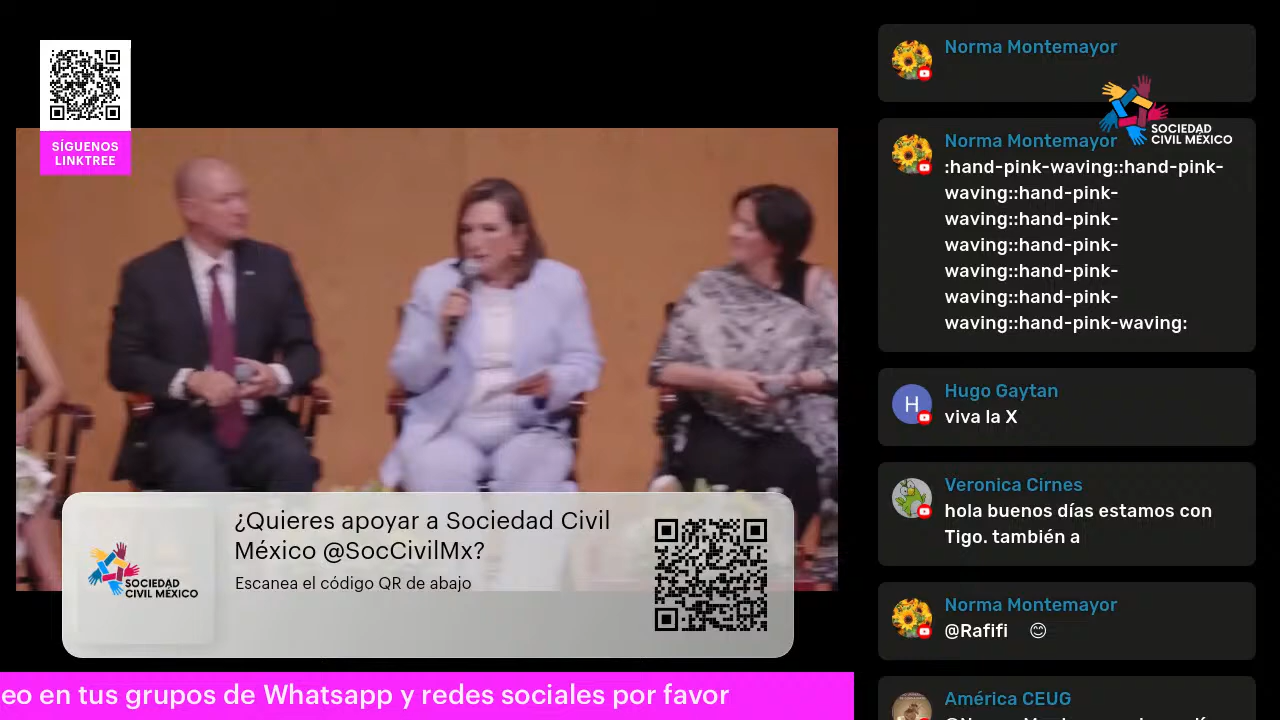 SÍGUENOS
LINKTREE
¿Quieres apoyar a Sociedad Civil
México @SocCivilMx?
Escanea el código QR de abajo
SOCIEDAD
CIVIL MÉXICO
eo en tus grupos de Whatsapp y redes sociales por favor
Norma Montemayor
SOCIEDAD
CIVIL MÉXICO
Norma Montemayor
:hand-pink-waving::hand-pink-
waving::hand-pink-
waving::hand-pink-
waving::hand-pink-
waving::hand-pink-
waving::hand-pink-
waving::hand-pink-waving:
Hugo Gaytan
H
viva la X
Veronica Cirnes
hola buenos días estamos con
Tigo. también a
Norma Montemayor
@Rafifi 😊
América CEUG